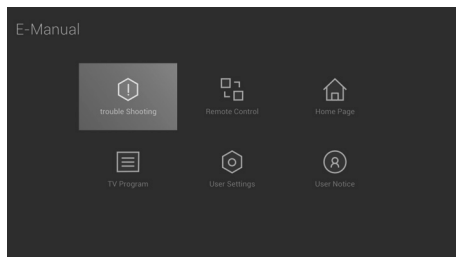 E-Manual
trouble Shooting
Remote Control
Home Page
TV Program
User Settings
User Notice